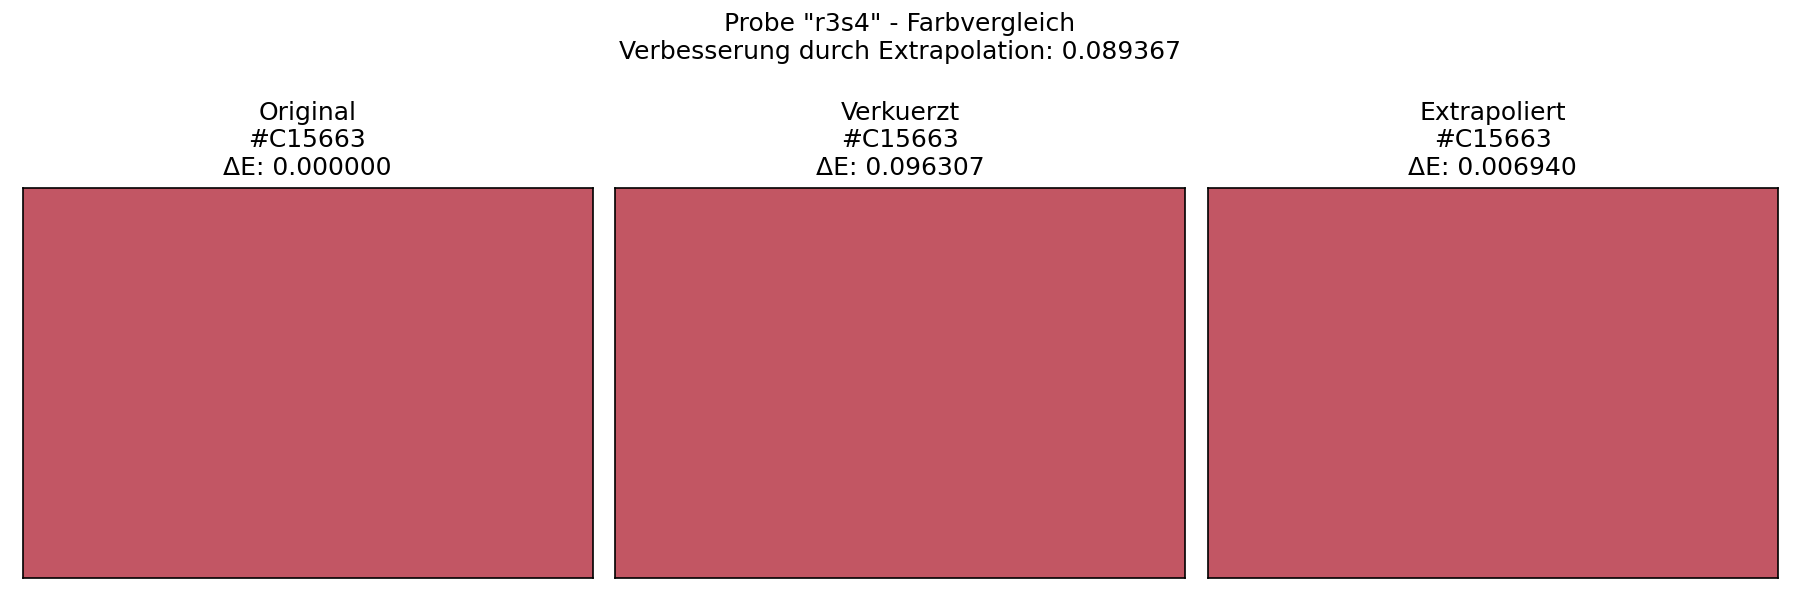 Probe "r3s4" - Farbvergleich
Verbesserung durch Extrapolation: 0.089367
Original
#C15663
ΔE: 0.000000
Verkuerzt
#C15663
ΔE: 0.096307
Extrapoliert
#C15663
ΔE: 0.006940